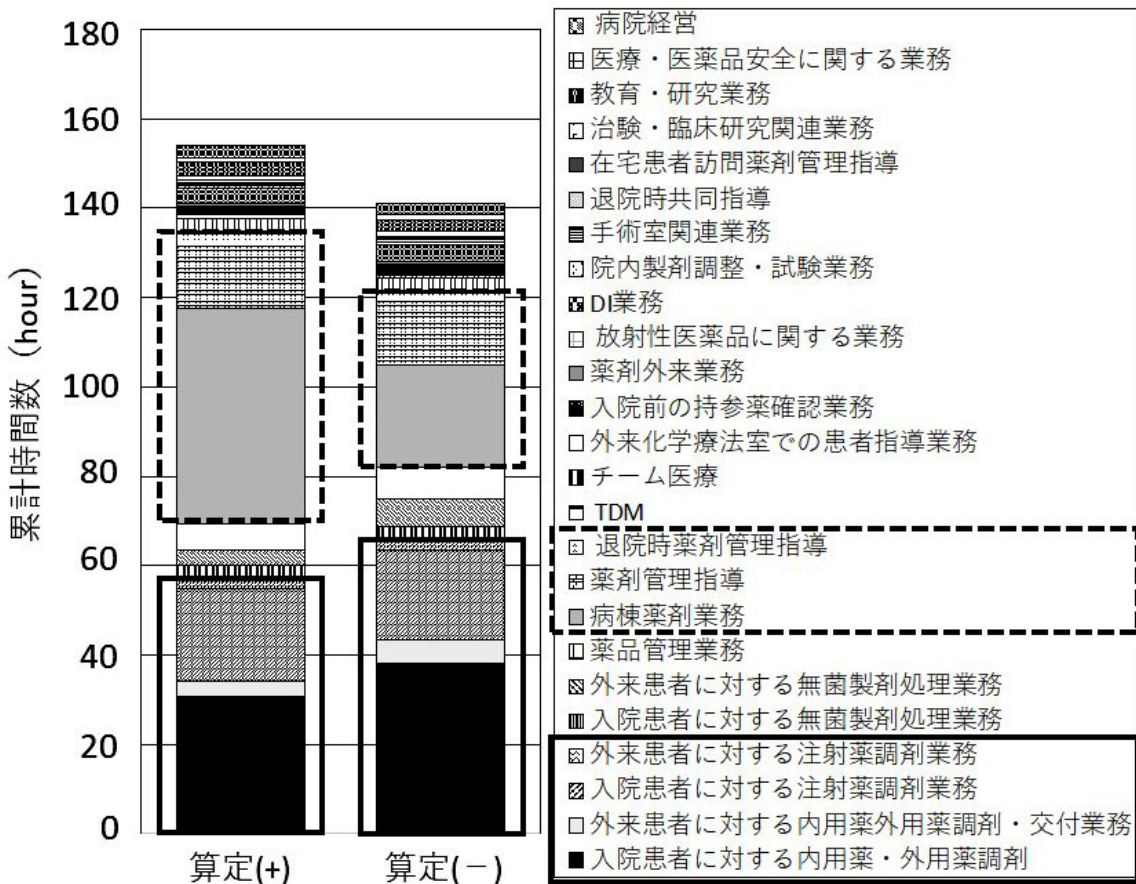 累計時間数 (hour)
180
160
140
120
100
80
60
40
20
0
算定(+)
算定(－)
病院経営
医療・医薬品安全に関する業務
教育・研究業務
治験・臨床研究関連業務
在宅患者訪問薬剤管理指導
退院時共同指導
手術室関連業務
院内製剤調整・試験業務
DI業務
放射性医薬品に関する業務
薬剤外来業務
入院前の持参薬確認業務
外来化学療法室での患者指導業務
チーム医療
TDM
退院時薬剤管理指導
薬剤管理指導
病棟薬剤業務
薬品管理業務
外来患者に対する無菌製剤処理業務
入院患者に対する無菌製剤処理業務
外来患者に対する注射薬調剤業務
入院患者に対する注射薬調剤業務
外来患者に対する内用薬外用薬調剤・交付業務
入院患者に対する内用薬・外用薬調剤